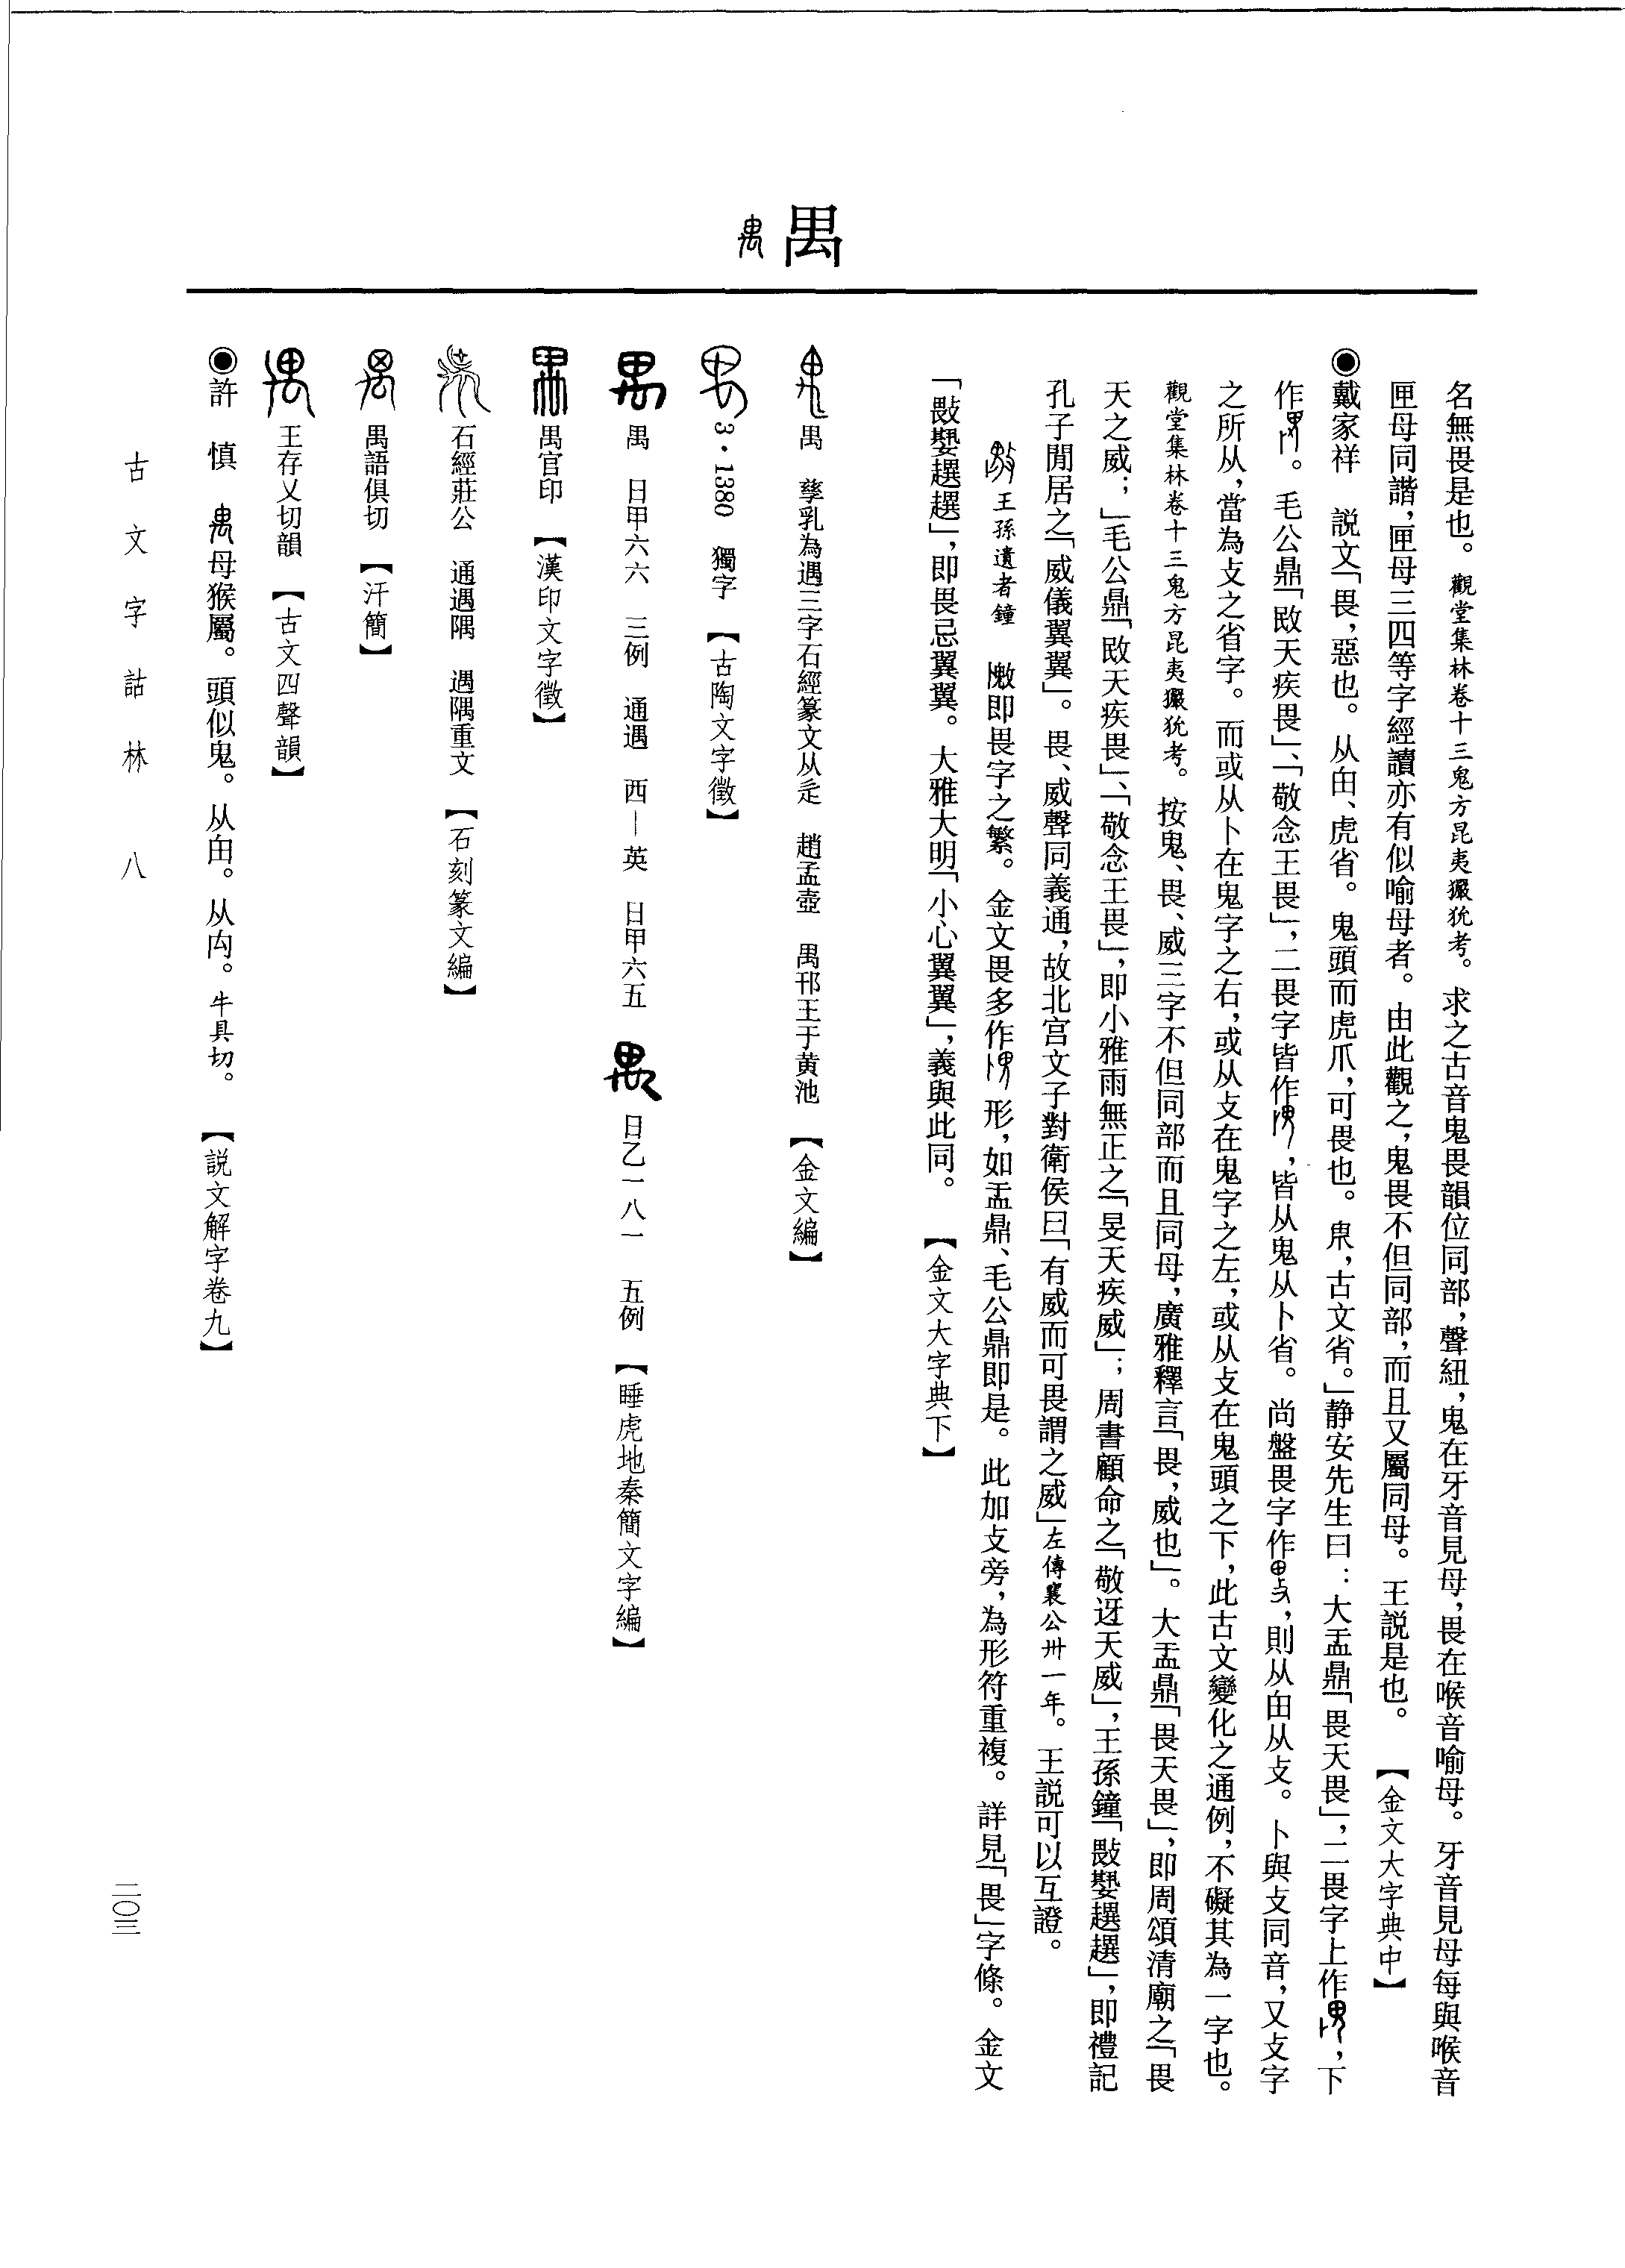 禺
名無畏是也。觀堂集林卷十三鬼方昆夷玁狁考。求之古音鬼畏韻位同部，聲紐，鬼在牙音見母，畏在喉音喻母。牙音見母每與喉音
匣母同諧，匣母三四等字經讀亦有似喻母者。由此觀之，鬼畏不但同部，而且又屬同母。王説是也。【金文大字典中】
◉戴家祥　説文「畏，惡也。从甶、虎省。鬼頭而虎爪，可畏也。，古文省。」静安先生曰：大盂鼎「畏天畏」，二畏字上作，下
作。毛公鼎「敃天疾畏」、「敬念王畏」，二畏字皆作，皆从鬼从卜省。尚盤畏字作，則从甶从攴。卜與攴同音，又攴字
之所从，當為攴之省字。而或从卜在鬼字之右，或从攴在鬼字之左，或从攴在鬼頭之下，此古文變化之通例，不礙其為一字也。
觀堂集林卷十三鬼方昆夷玁狁考。按鬼、畏、威三字不但同部而且同母，廣雅釋言「畏，威也」。大盂鼎「畏天畏」，即周頌清廟之「畏
天之威；」毛公鼎「敃天疾畏」、「敬念王畏」，即小雅雨無正之「旻天疾威」；周書顧命之「敬迓天威」，王孫鐘「趩趩」，即禮記
孔子閒居之「威儀翼翼」。畏、威聲同義通，故北宫文子對衛侯曰「有威而可畏謂之威」左傳襄公卅一年。王説可以互證。
王孫遺者鐘　即畏字之繁。金文畏多作形，如盂鼎、毛公鼎即是。此加攴旁，為形符重複。詳見「畏」字條。金文
「趩趩」，即畏忌翼翼。大雅大明「小心翼翼」，義與此同。【金文大字典下】
禺　孳乳為遇三字石經篆文从辵　趙孟壺　禺邗王于黄池　【金文編】
3·1380　獨字　【古陶文字徵】
禺　日甲六六　三例　通遇　西—英　日甲六五　日乙一八一　五例　【睡虎地秦簡文字編】
禺官印　【漢印文字徵】
石經莊公　通遇隅　遇隅重文　【石刻篆文編】
禺語俱切　【汗簡】
王存乂切韻　【古文四聲韻】
◉許　慎　母猴屬。頭似鬼。从甶。从禸。牛具切。【説文解字卷九】
古文字詁林　八
二〇三